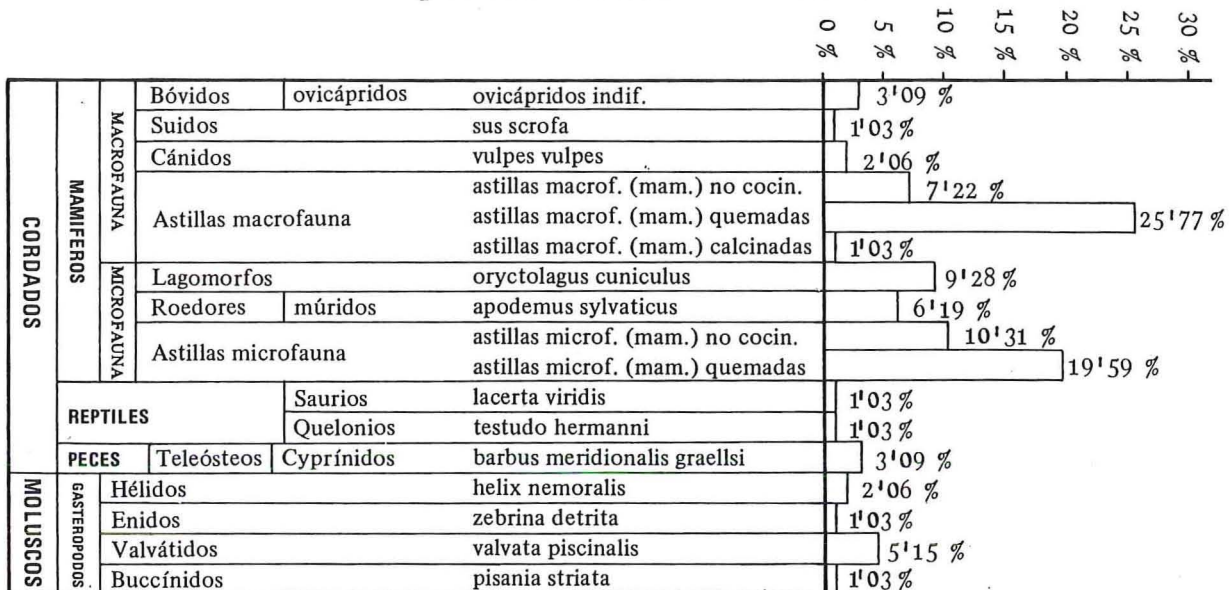 0 % 5 % 10 % 15 % 20 % 25 % 30 %
CORDADOS MAMIFEROS MACROFAUNA Bóvidos ovicápridos ovicápridos indif. 3'09 %
Suidos sus scrofa 1'03 %
Cánidos vulpes vulpes 2'06 %
Astillas macrofauna astillas macrof. (mam.) no cocin. 7'22 %
astillas macrof. (mam.) quemadas 25'77 %
astillas macrof. (mam.) calcinadas 1'03 %
MICROFAUNA Lagomorfos oryctolagus cuniculus 9'28 %
Roedores múridos apodemus sylvaticus 6'19 %
Astillas microfauna astillas microf. (mam.) no cocin. 10'31 %
astillas microf. (mam.) quemadas 19'59 %
REPTILES Saurios lacerta viridis 1'03 %
Quelonios testudo hermanni 1'03 %
PECES Teleósteos Cyprínidos barbus meridionalis graellsi 3'09 %
MOLUSCOS GASTEROPODOS. Hélidos helix nemoralis 2'06 %
Enidos zebrina detrita 1'03 %
Valvátidos valvata piscinalis 5'15 %
Buccínidos pisania striata 1'03 %